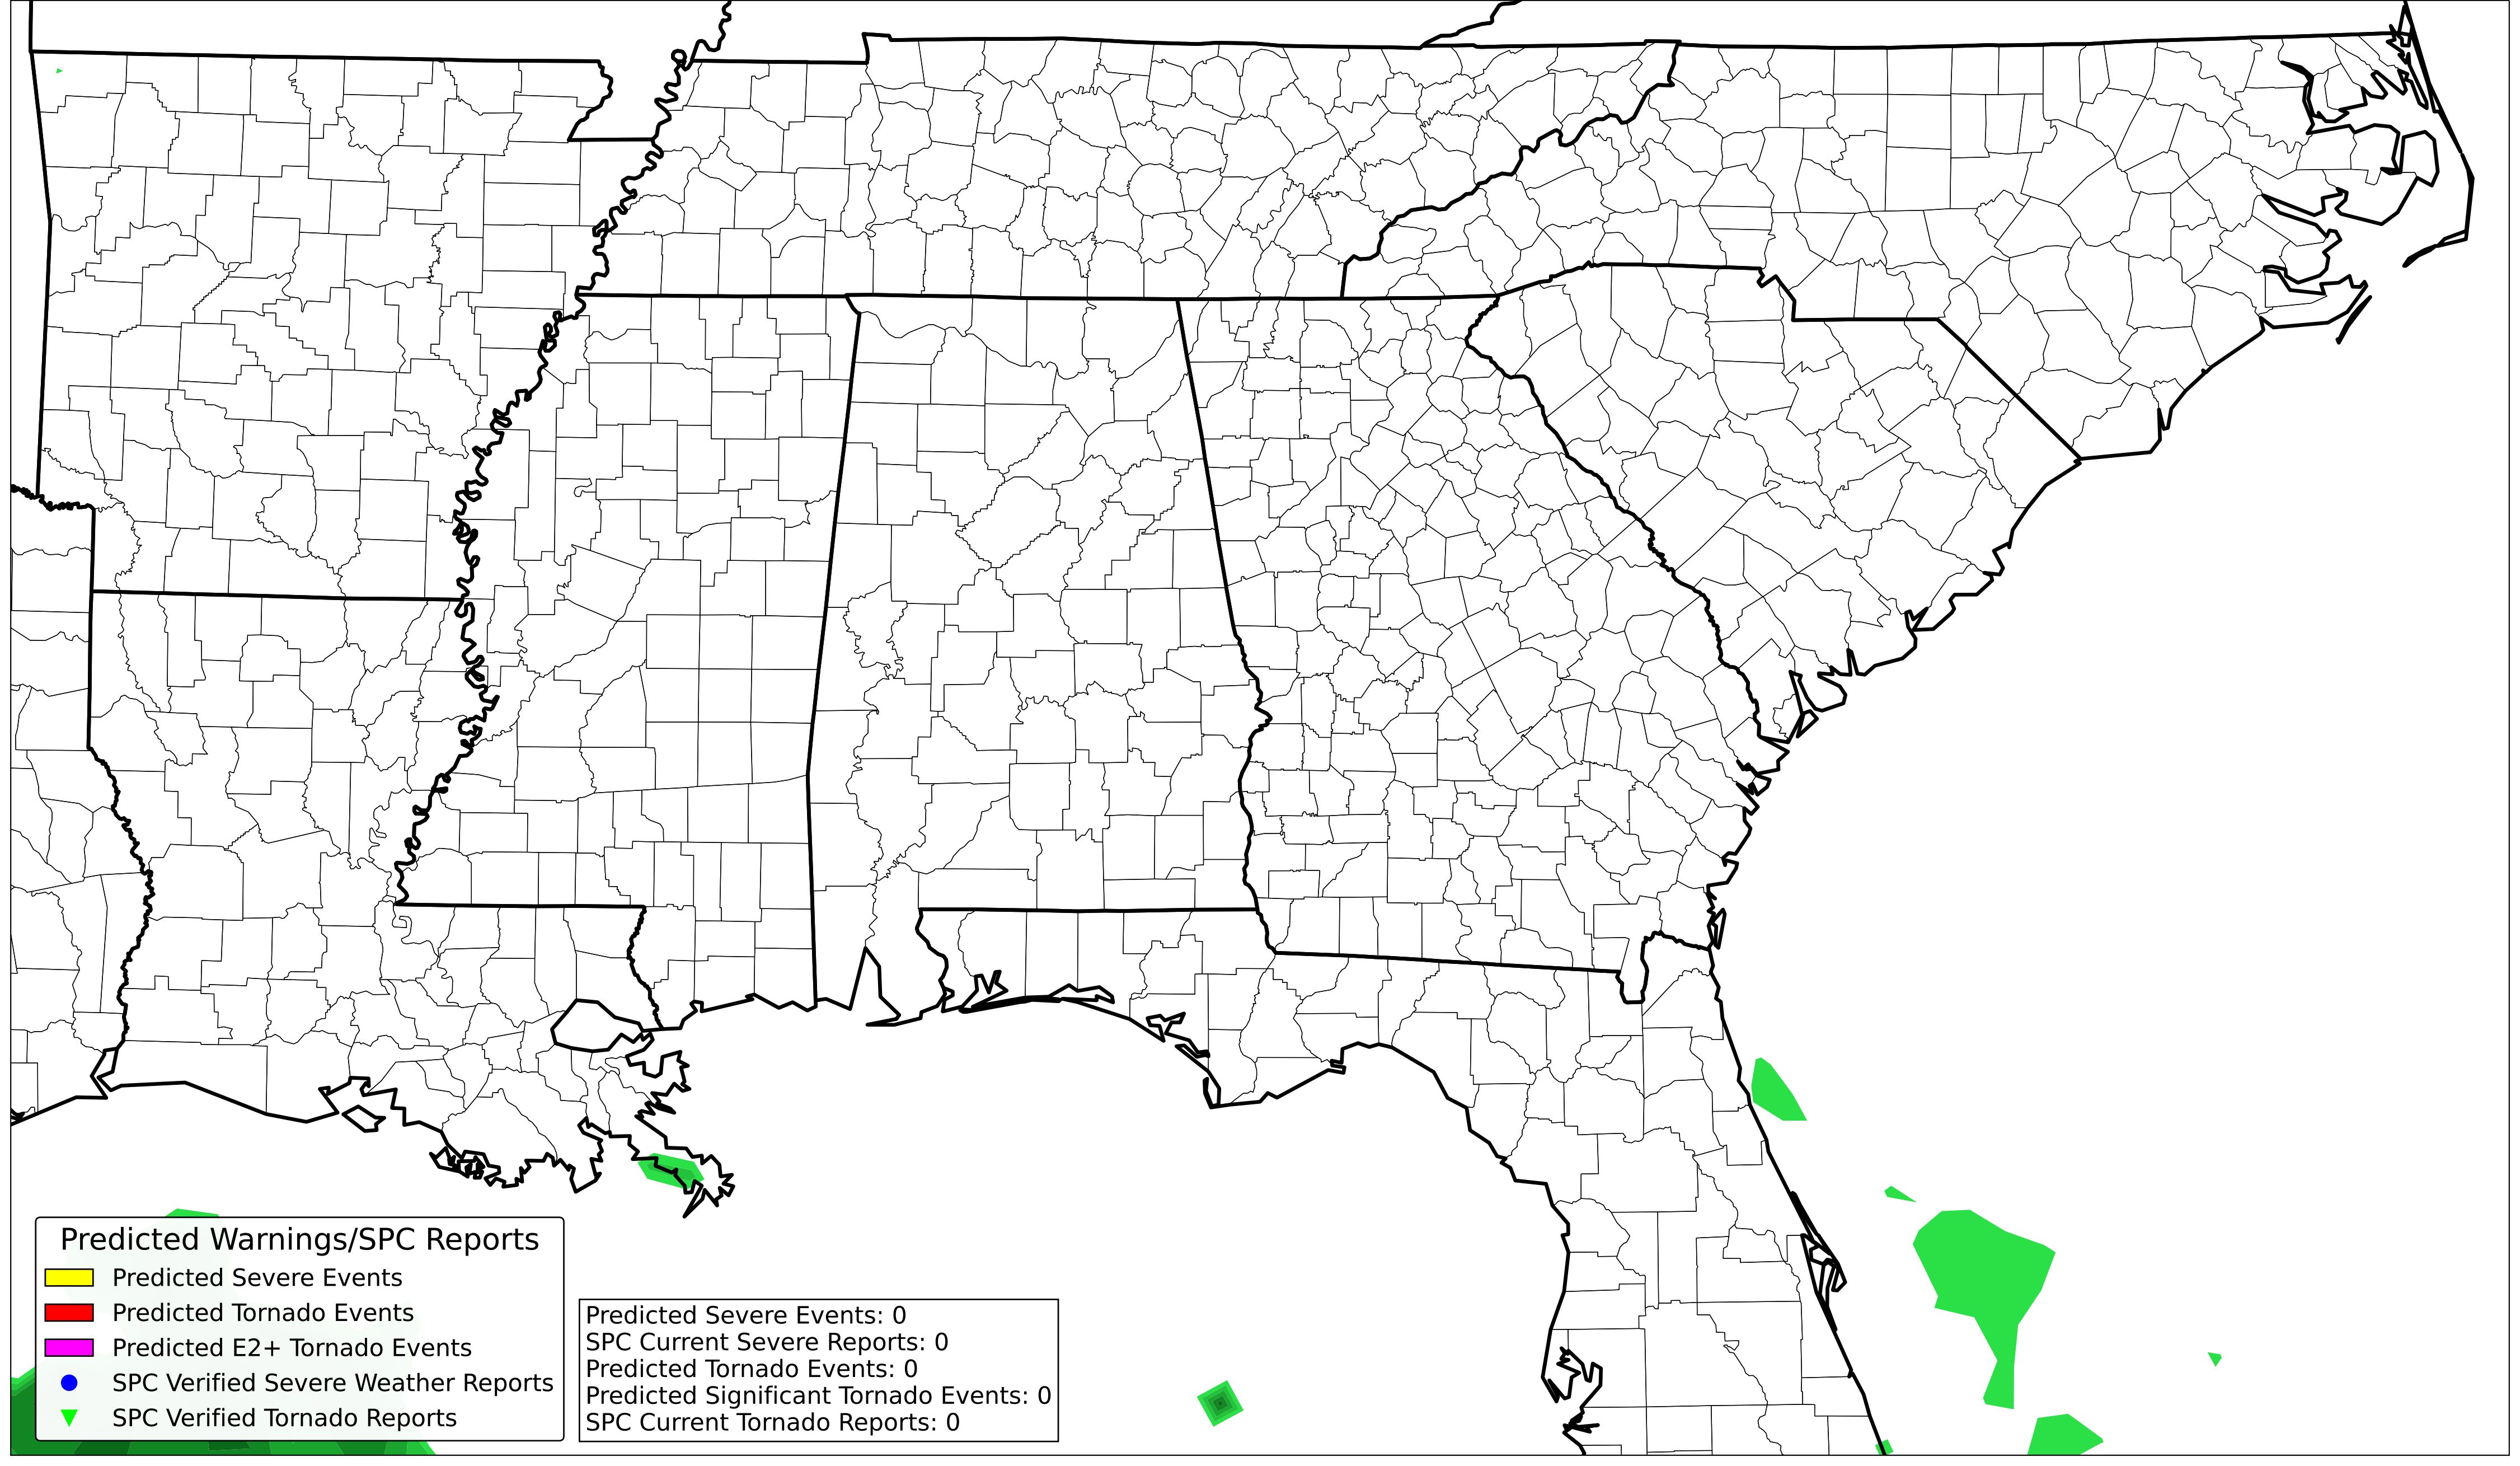 Predicted Warnings/SPC Reports
Predicted Severe Events
Predicted Tornado Events
Predicted E2+ Tornado Events
SPC Verified Severe Weather Reports
SPC Verified Tornado Reports
Predicted Severe Events: 0
SPC Current Severe Reports: 0
Predicted Tornado Events: 0
Predicted Significant Tornado Events: 0
SPC Current Tornado Reports: 0